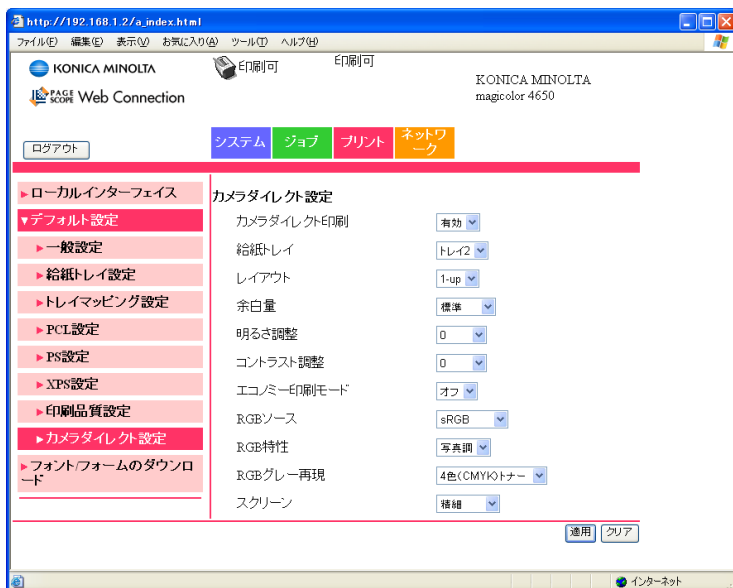 http://192.168.1.2/a_index.html
ファイル(F) 編集(E) 表示(V) お気に入り(A) ツール(T) ヘルプ(H)
KONICA MINOLTA
印刷可
印刷可
KONICA MINOLTA
magicolor 4650
PAGE SCOPE Web Connection
ログアウト
システム
ジョブ
プリント
ネットワ
ーク
ローカルインターフェイス
デフォルト設定
一般設定
給紙トレイ設定
トレイマッピング設定
PCL設定
PS設定
XPS設定
印刷品質設定
カメラダイレクト設定
フォント/フォームのダウンロ
ード
カメラダイレクト設定
カメラダイレクト印刷 有効
給紙トレイ トレイ2
レイアウト 1-up
余白量 標準
明るさ調整 0
コントラスト調整 0
エコノミー印刷モード オフ
RGBソース sRGB
RGB特性 写真調
RGBグレー再現 4色(CMYK)トナー
スクリーン 精細
適用 クリア
インターネット